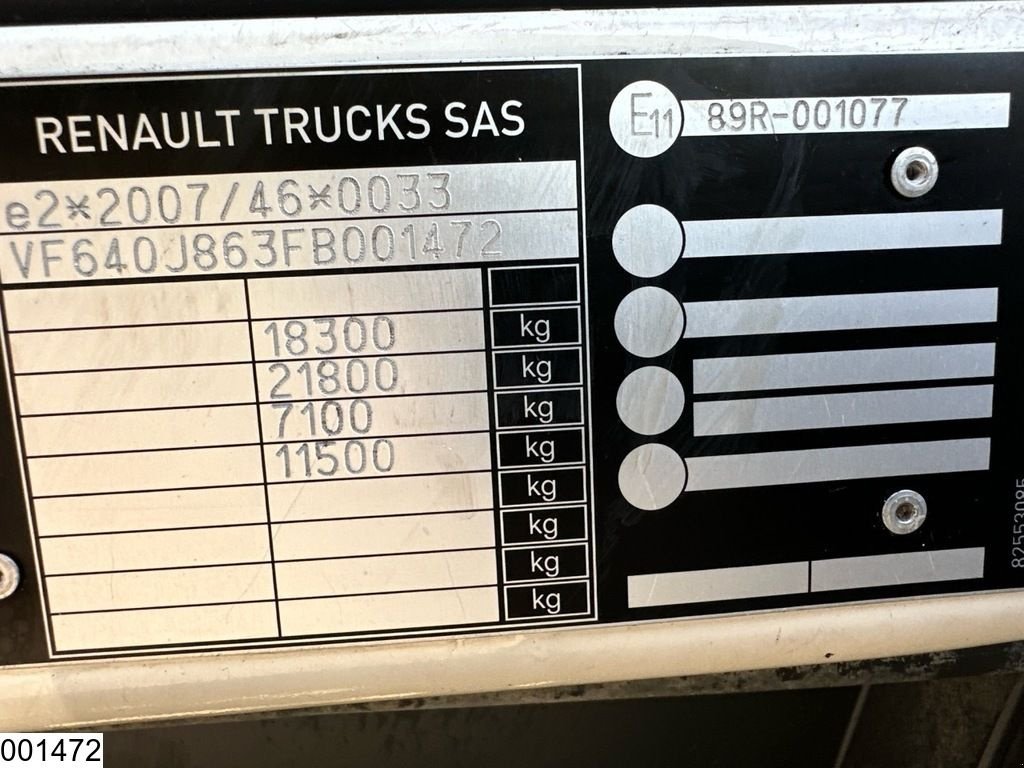 RENAULT TRUCKS SAS
e2*2007/46*0033
VF640J863FB001472
18300 kg
21800 kg
7100 kg
11500 kg
kg
kg
kg
kg
E11 89R-001077
82553085
001472